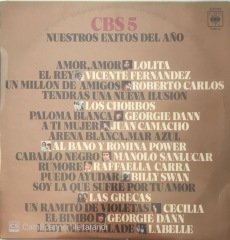 CBS 5
NUESTROS EXITOS DEL AÑO
AMOR, AMOR LOLITA
EL REY VICENTE FERNANDEZ
UN MILLON DE AMIGOS ROBERTO CARLOS
TENDRAS UNA NUEVA ILUSION
LOS CHORBOS
PALOMA BLANCA GEORGIE DANN
A TI MUJER JUAN CAMACHO
ARENA BLANCA, MAR AZUL
AL BANO Y ROMINA POWER
CABALLO NEGRO MANOLO SANLUCAR
RUMORE RAFFAELLA CARRA
PUEDO AYUDAR BILLY SWAN
SOY LA QUE SUFRE POR TU AMOR
LAS GRECAS
UN RAMITO DE VIOLETAS CECILIA
EL BIMBO GEORGIE DANN
LABELLE